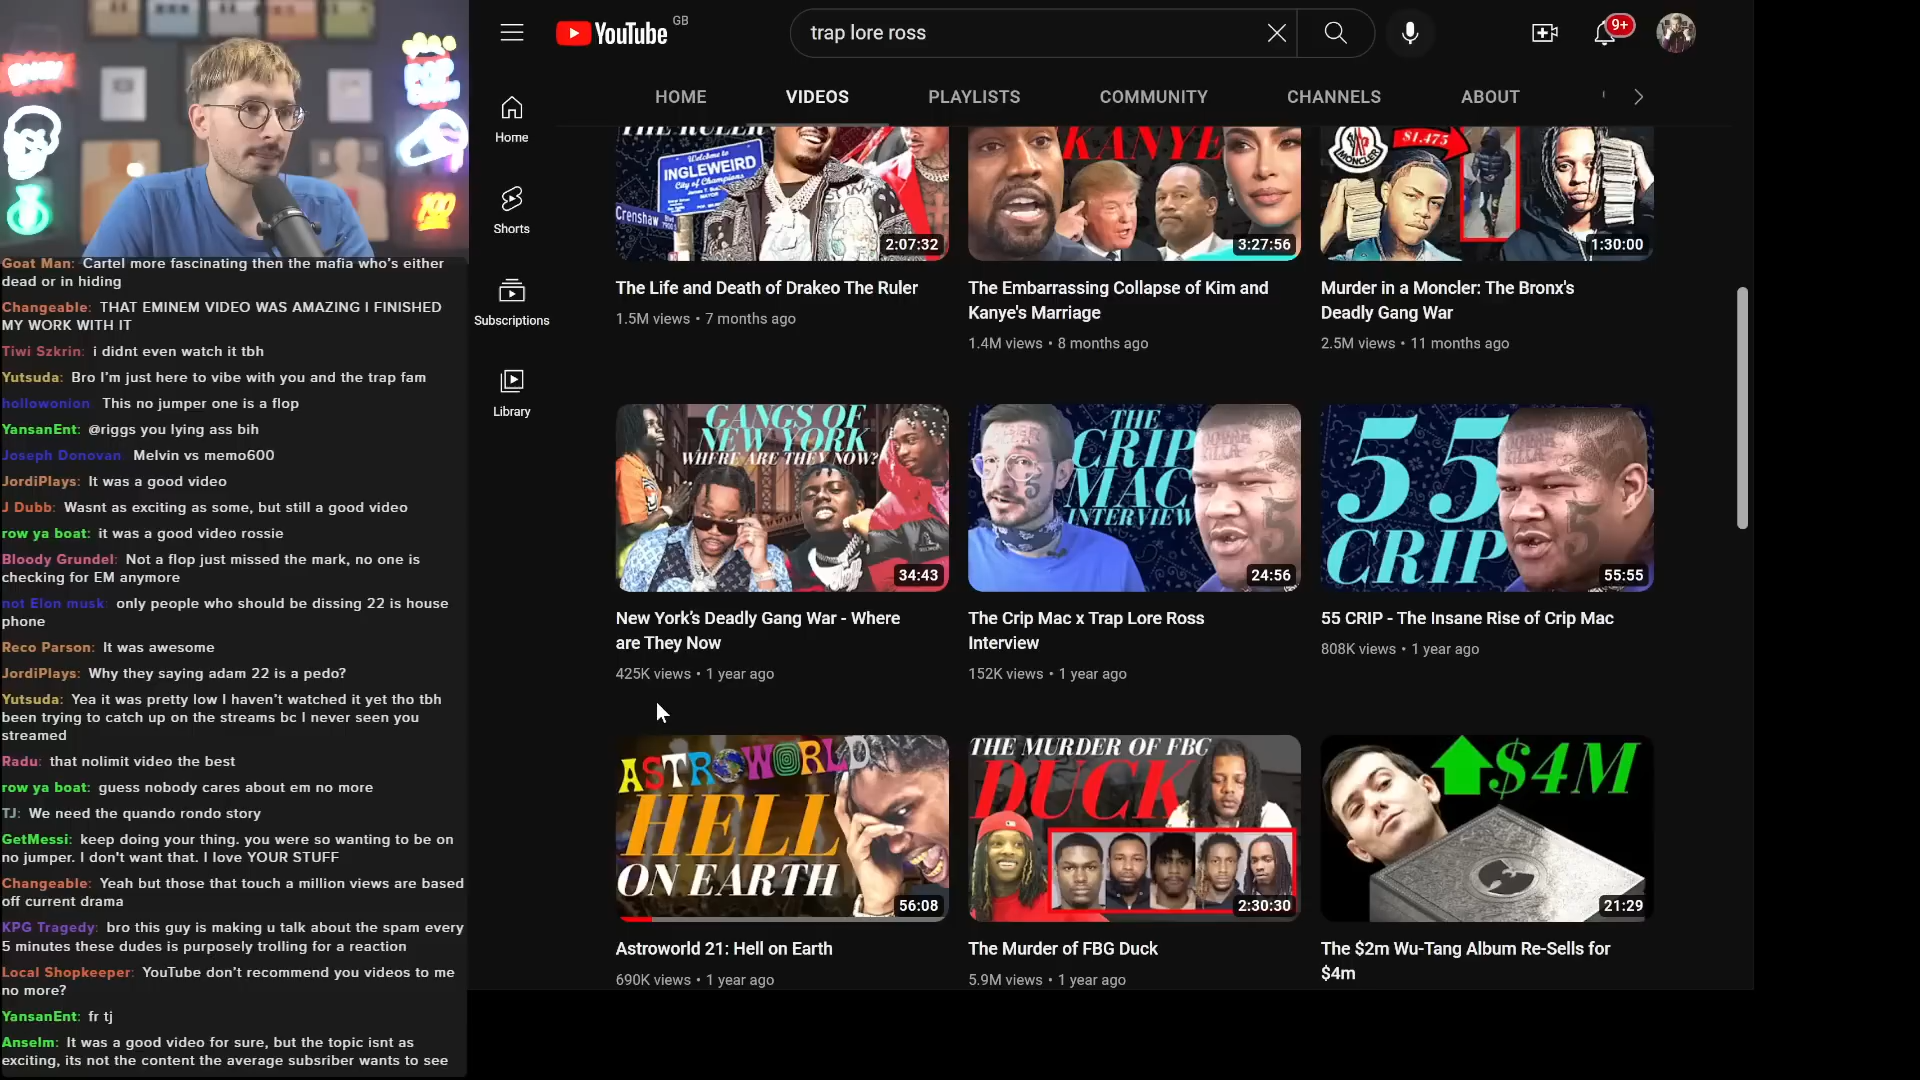 Goat Man: Cartel more fascinating then the mafia who's either
dead or in hiding
Changeable: THAT EMINEM VIDEO WAS AMAZING I FINISHED
MY WORK WITH IT
Tiwi Szkrin: i didnt even watch it tbh
Yutsuda: Bro I'm just here to vibe with you and the trap fam
hollowonion: This no jumper one is a flop
YansanEnt: @riggs you lying ass bih
Joseph Donovan: Melvin vs memo600
JordiPlays: It was a good video
J Dubb: Wasnt as exciting as some, but still a good video
row ya boat: it was a good video rossie
Bloody Grundel: Not a flop just missed the mark, no one is
checking for EM anymore
not Elon musk: only people who should be dissing 22 is house
phone
Reco Parson: It was awesome
JordiPlays: Why they saying adam 22 is a pedo?
Yutsuda: Yea it was pretty low I haven't watched it yet tho tbh
been trying to catch up on the streams bc I never seen you
streamed
Radu: that nolimit video the best
row ya boat: guess nobody cares about em no more
TJ: We need the quando rondo story
GetMessi: keep doing your thing. you were so wanting to be on
no jumper. I don't want that. I love YOUR STUFF
Changeable: Yeah but those that touch a million views are based
off current drama
KPG Tragedy: bro this guy is making u talk about the spam every
5 minutes these dudes is purposely trolling for a reaction
Local Shopkeeper: YouTube don't recommend you videos to me
no more?
YansanEnt: fr tj
Anselm: It was a good video for sure, but the topic isnt as
exciting, its not the content the average subsriber wants to see
YouTube GB
trap lore ross
9+
HOME VIDEOS PLAYLISTS COMMUNITY CHANNELS ABOUT
Home
Shorts
Subscriptions
Library
THE RULER
Welcome to
INGLEWEIRD
City of Champions
Crenshaw
2:07:32
The Life and Death of Drakeo The Ruler
1.5M views • 7 months ago
KANYE
3:27:56
The Embarrassing Collapse of Kim and
Kanye's Marriage
1.4M views • 8 months ago
MONCLER
$1,475
1:30:00
Murder in a Moncler: The Bronx's
Deadly Gang War
2.5M views • 11 months ago
GANGS OF
NEW YORK
WHERE ARE THEY NOW?
34:43
New York's Deadly Gang War - Where
are They Now
425K views • 1 year ago
THE
CRIP
MAC
INTERVIEW
5
24:56
The Crip Mac x Trap Lore Ross
Interview
152K views • 1 year ago
55
CRIP
5
55:55
55 CRIP - The Insane Rise of Crip Mac
808K views • 1 year ago
ASTROWORLD
HELL
ON EARTH
56:08
Astroworld 21: Hell on Earth
690K views • 1 year ago
THE MURDER OF FBG
DUCK
2:30:30
The Murder of FBG Duck
5.9M views • 1 year ago
$4M
21:29
The $2m Wu-Tang Album Re-Sells for
$4m